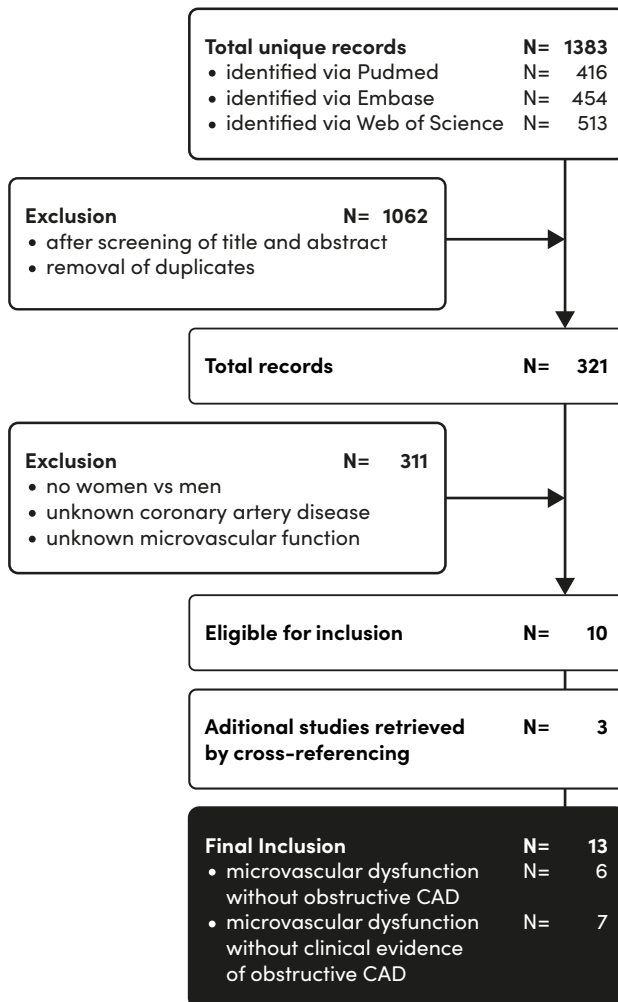 Total unique records N= 1383
• identified via Pudmed N= 416
• identified via Embase N= 454
• identified via Web of Science N= 513
Exclusion N= 1062
• after screening of title and abstract
• removal of duplicates
Total records N= 321
Exclusion N= 311
• no women vs men
• unknown coronary artery disease
• unknown microvascular function
Eligible for inclusion N= 10
Aditional studies retrieved N= 3
by cross-referencing
Final Inclusion N= 13
• microvascular dysfunction N= 6
without obstructive CAD
• microvascular dysfunction N= 7
without clinical evidence
of obstructive CAD